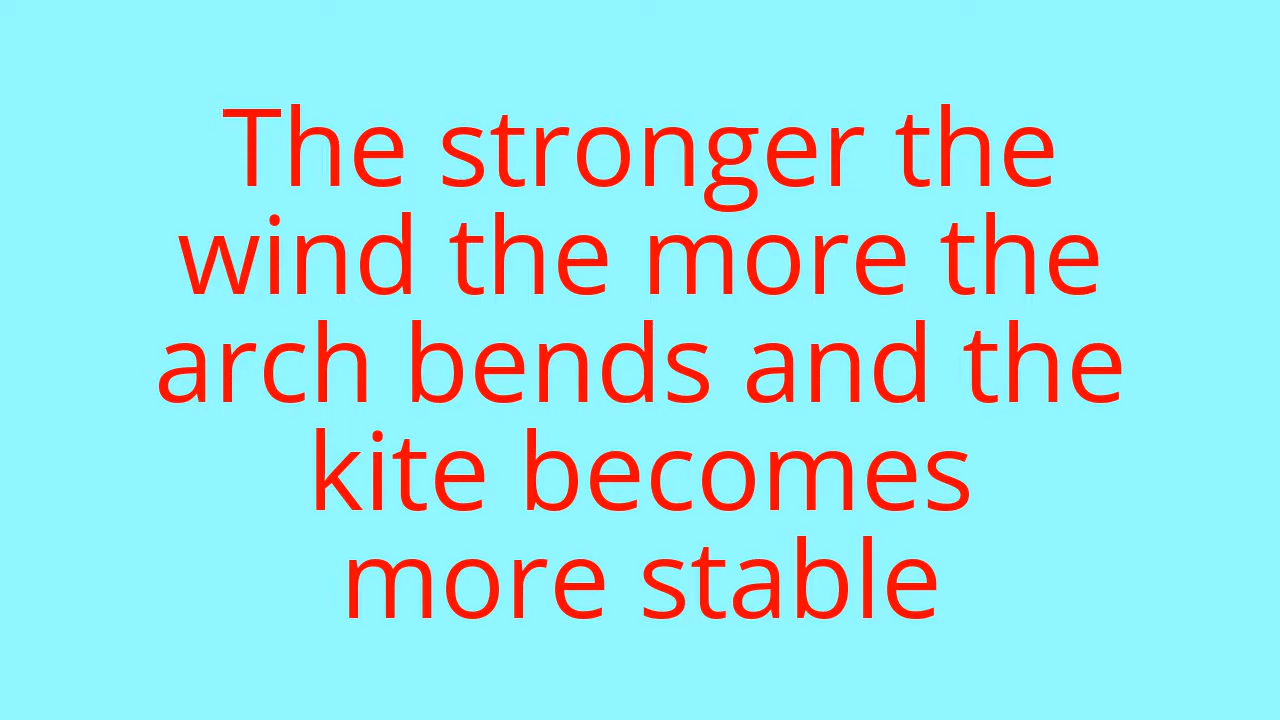 The stronger the
wind the more the
arch bends and the
kite becomes
more stable